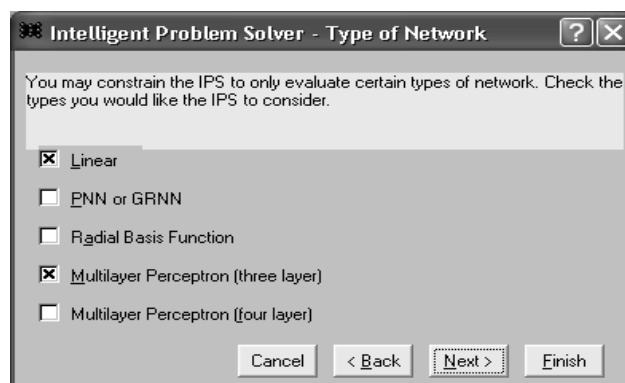 Intelligent Problem Solver - Type of Network
You may constrain the IPS to only evaluate certain types of network. Check the
types you would like the IPS to consider.
Linear
PNN or GRNN
Radial Basis Function
Multilayer Perceptron (three layer)
Multilayer Perceptron (four layer)
Cancel < Back Next > Finish